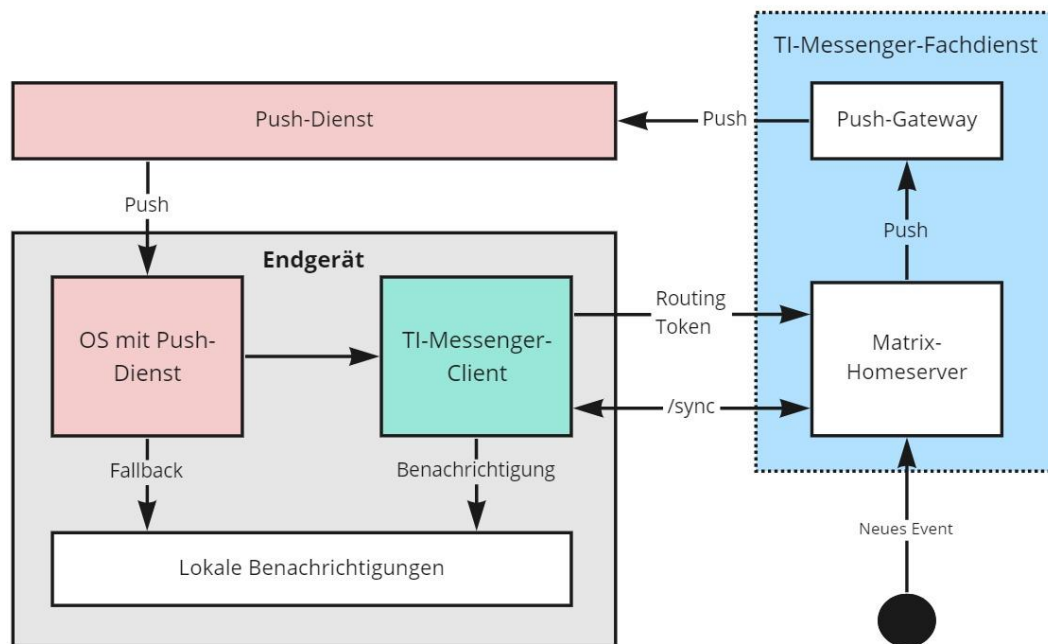 TI-Messenger-Fachdienst
Push-Dienst
Push
Push-Gateway
Push
Push
Endgerät
OS mit Push-
Dienst
TI-Messenger-
Client
Routing
Token
Matrix-
Homeserver
/sync
Fallback
Benachrichtigung
Neues Event
Lokale Benachrichtigungen